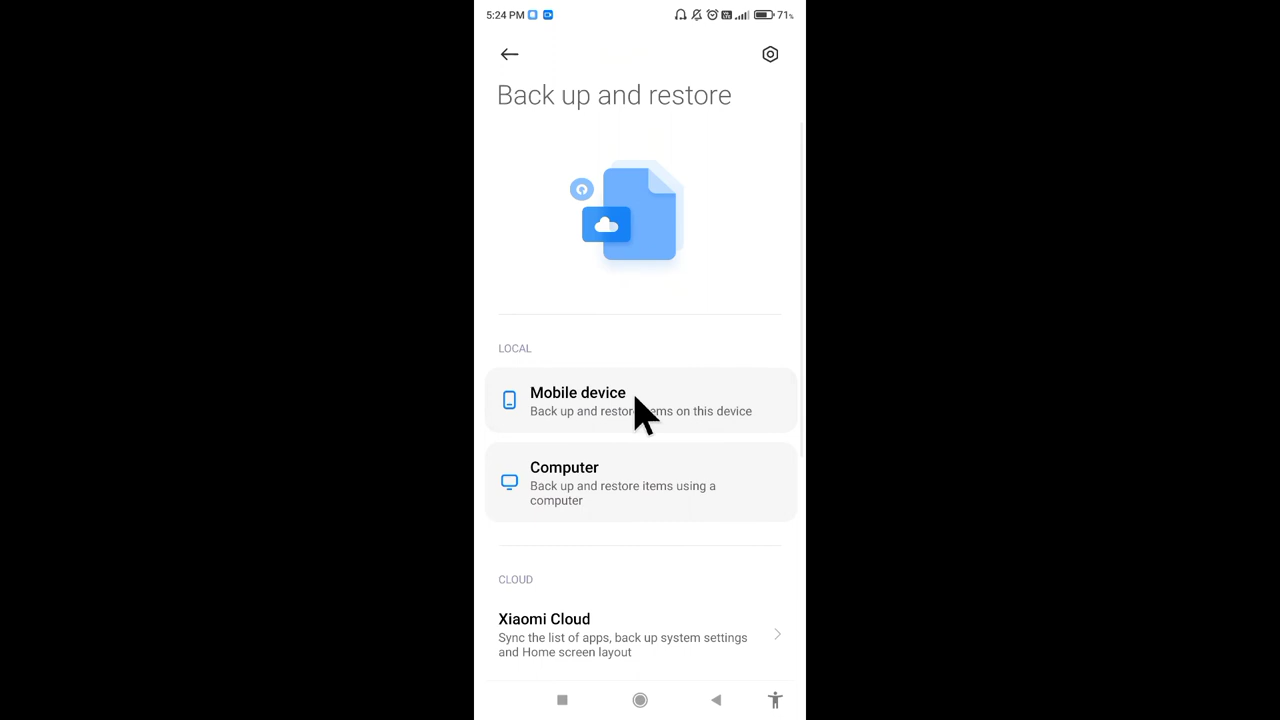 5:24 PM 71%
Back up and restore
LOCAL
Mobile device
Back up and restore items on this device
Computer
Back up and restore items using a
computer
CLOUD
Xiaomi Cloud
Sync the list of apps, back up system settings
and Home screen layout